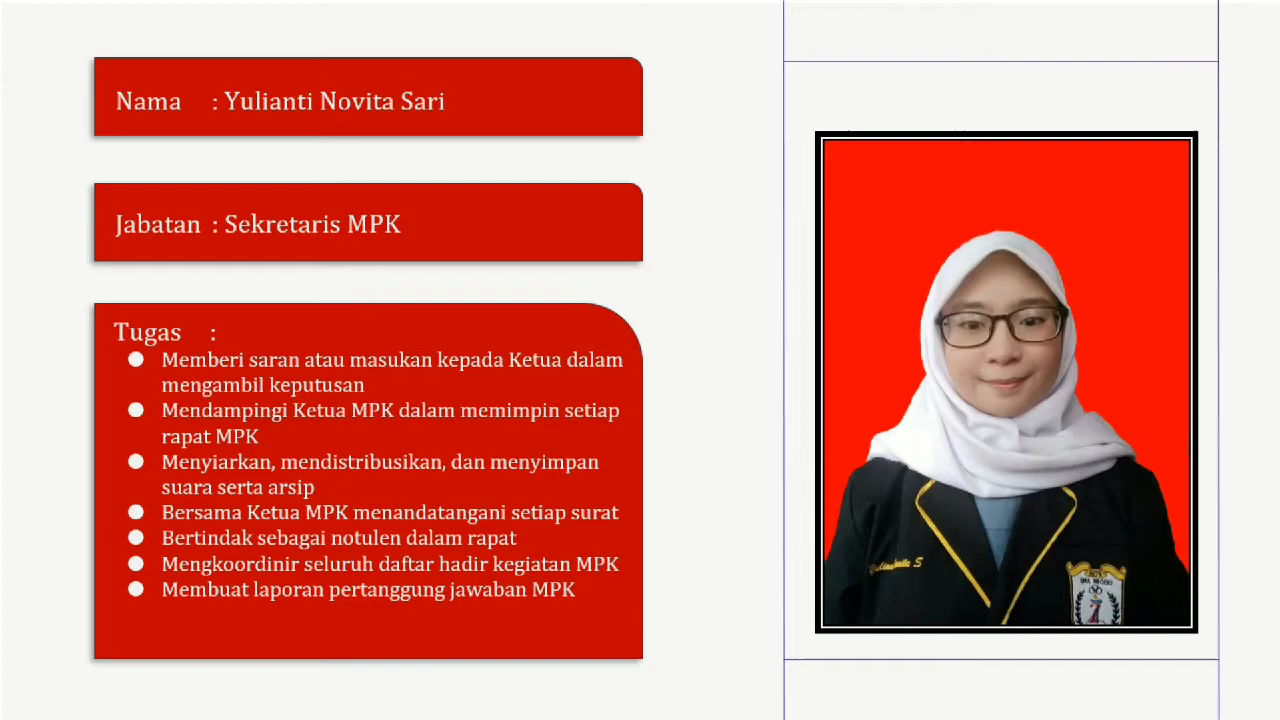 Nama : Yulianti Novita Sari
Jabatan : Sekretaris MPK
Tugas :
Memberi saran atau masukan kepada Ketua dalam
mengambil keputusan
Mendampingi Ketua MPK dalam memimpin setiap
rapat MPK
Menyiarkan, mendistribusikan, dan menyimpan
suara serta arsip
Bersama Ketua MPK menandatangani setiap surat
Bertindak sebagai notulen dalam rapat
Mengkoordinir seluruh daftar hadir kegiatan MPK
Membuat laporan pertanggung jawaban MPK
SMA NEGERI